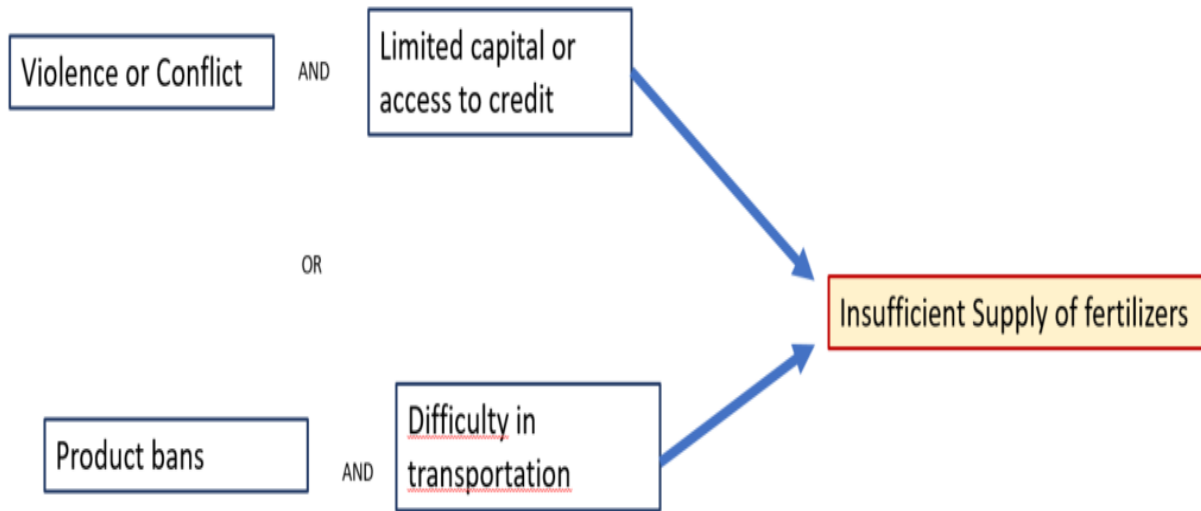 Violence or Conflict
AND
Limited capital or
access to credit
OR
Insufficient Supply of fertilizers
Product bans
AND
Difficulty in
transportation